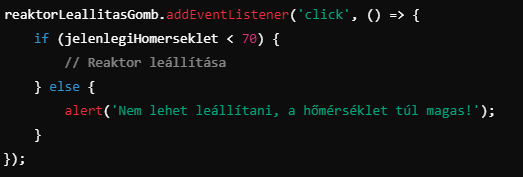 reaktorLeallitasGomb.addEventListener('click', () => {
    if (jelenlegiHomerseklet < 70) {
        // Reaktor leállítása
    } else {
        alert('Nem lehet leállítani, a hőmérséklet túl magas!');
    }
});